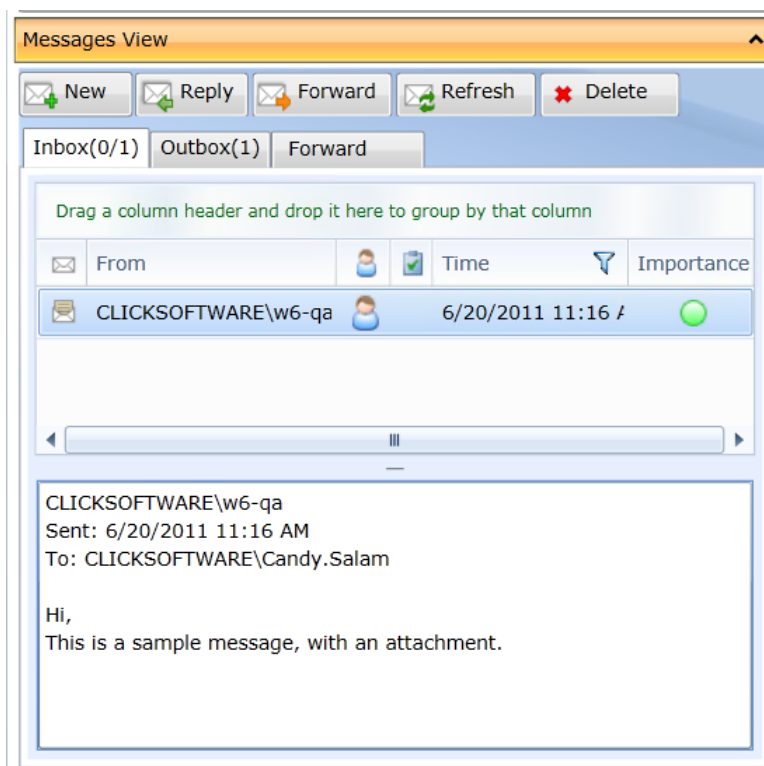 Messages View
New Reply Forward Refresh Delete
Inbox(0/1) Outbox(1) Forward
Drag a column header and drop it here to group by that column
From Time Importance
CLICKSOFTWARE\w6-qa 6/20/2011 11:16
CLICKSOFTWARE\w6-qa
Sent: 6/20/2011 11:16 AM
To: CLICKSOFTWARE\Candy.Salam
Hi,
This is a sample message, with an attachment.